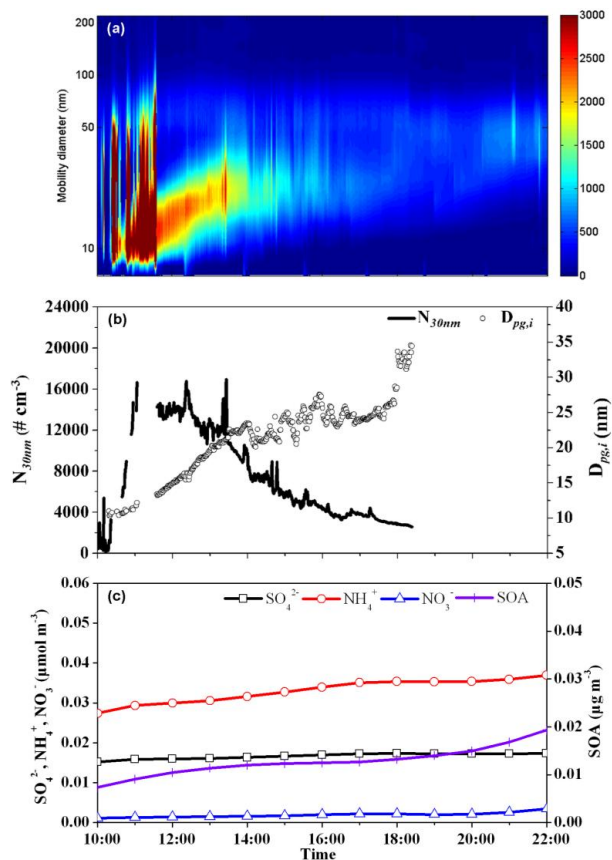 (a)
200
100
50
10
Mobility diameter (nm)
3000
2500
2000
1500
1000
500
0
(b)
N30nm
Dpg,i
24000
20000
16000
12000
8000
4000
0
N30nm (# cm-3)
40
35
30
25
20
15
10
5
Dpg,i (nm)
(c)
SO4 2-
NH4 +
NO3 -
SOA
0.06
0.05
0.04
0.03
0.02
0.01
0.00
SO4 2-, NH4 +, NO3 - (μmol m-3)
0.05
0.04
0.03
0.02
0.01
0.00
SOA (μg m-3)
10:00 12:00 14:00 16:00 18:00 20:00 22:00
Time